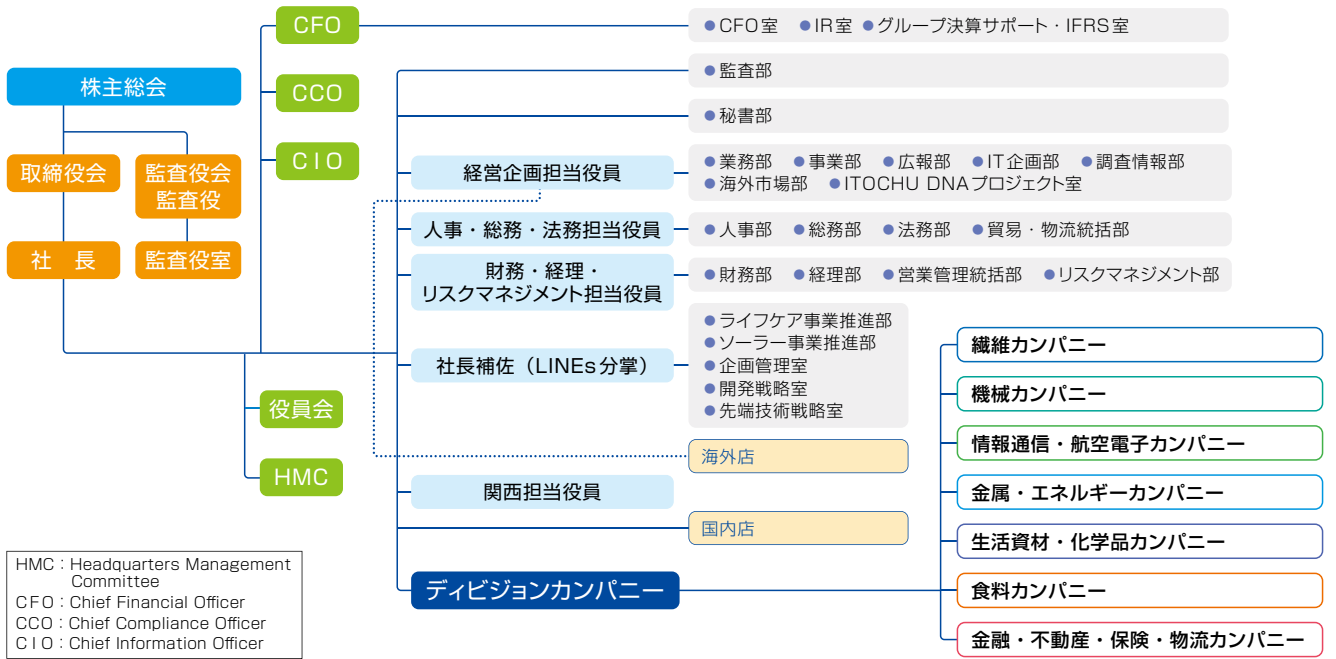 株主総会
取締役会
監査役会
監査役
社　長
監査役室
CFO
CCO
CIO
役員会
HMC
●CFO室 ●IR室 ●グループ決算サポート・IFRS室
●監査部
●秘書部
経営企画担当役員
●業務部 ●事業部 ●広報部 ●IT企画部 ●調査情報部
●海外市場部 ●ITOCHU DNAプロジェクト室
人事・総務・法務担当役員
●人事部 ●総務部 ●法務部 ●貿易・物流統括部
財務・経理・
リスクマネジメント担当役員
●財務部 ●経理部 ●営業管理統括部 ●リスクマネジメント部
社長補佐（LINEs分掌）
●ライフケア事業推進部
●ソーラー事業推進部
●企画管理室
●開発戦略室
●先端技術戦略室
海外店
関西担当役員
国内店
ディビジョンカンパニー
繊維カンパニー
機械カンパニー
情報通信・航空電子カンパニー
金属・エネルギーカンパニー
生活資材・化学品カンパニー
食料カンパニー
金融・不動産・保険・物流カンパニー
HMC：Headquarters Management
Committee
CFO：Chief Financial Officer
CCO：Chief Compliance Officer
CIO：Chief Information Officer